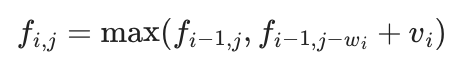 f_{i,j} = max(f_{i−1,j}, f_{i−1,j−w_i} + v_i)